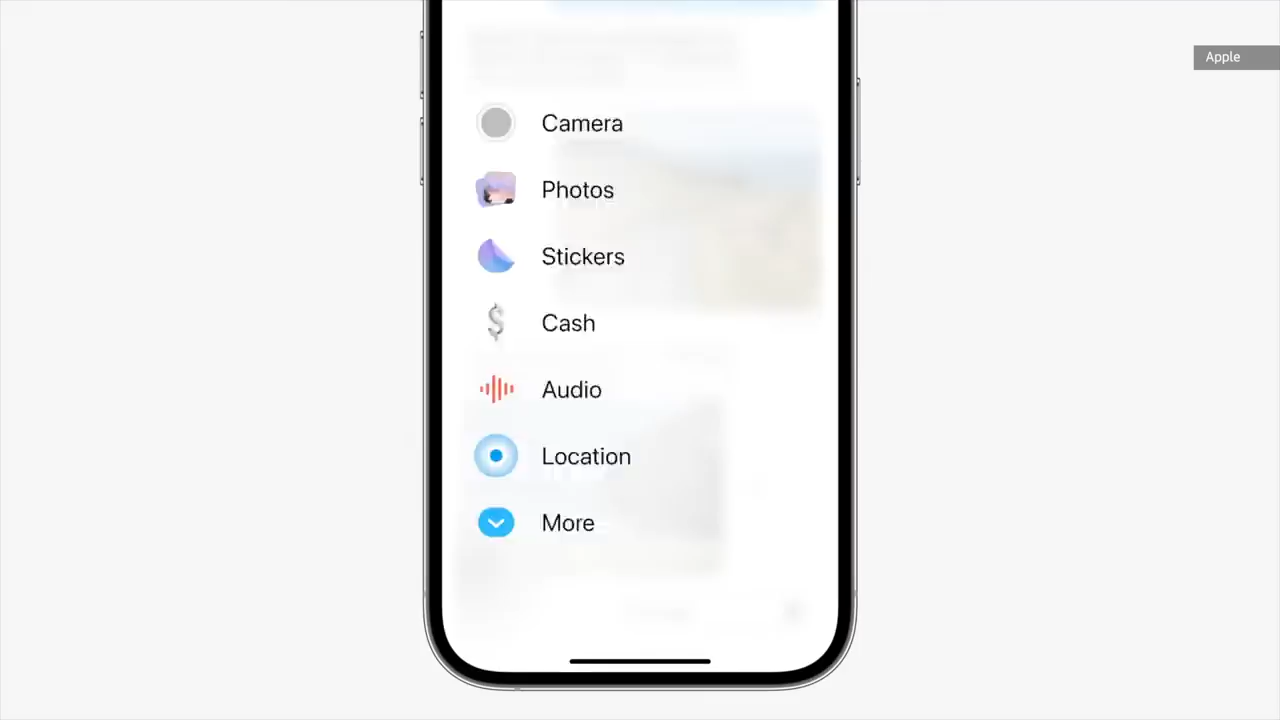 Apple
Camera
Photos
Stickers
Cash
Audio
Location
More